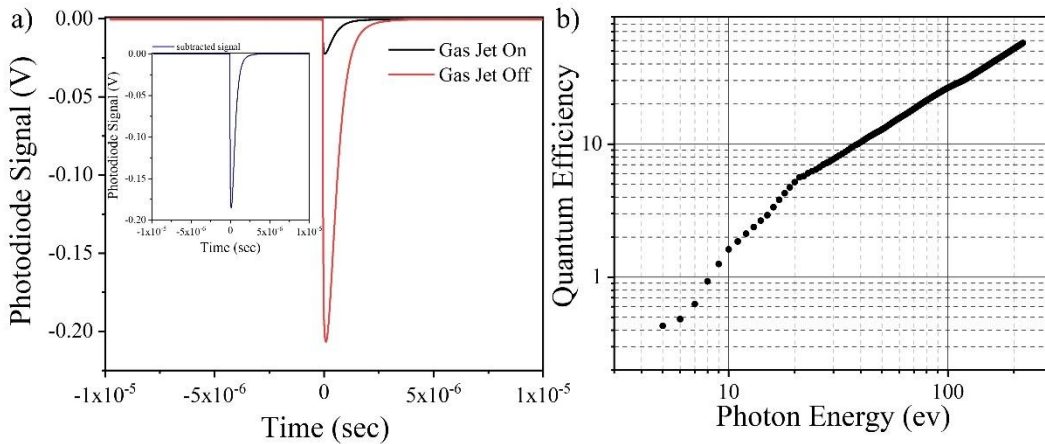 a)
0.00
-0.05
-0.10
-0.15
-0.20
Photodiode Signal (V)
-1x10⁻⁵
-5x10⁻⁶
0
5x10⁻⁶
1x10⁻⁵
Time (sec)
Gas Jet On
Gas Jet Off
subtracted signal
0.00
-0.05
-0.10
-0.15
-0.20
Photodiode Signal (V)
-1x10⁻⁵
-5x10⁻⁶
0
5x10⁻⁶
1x10⁻⁵
Time (sec)
b)
10
1
Quantum Efficiency
10
100
Photon Energy (ev)